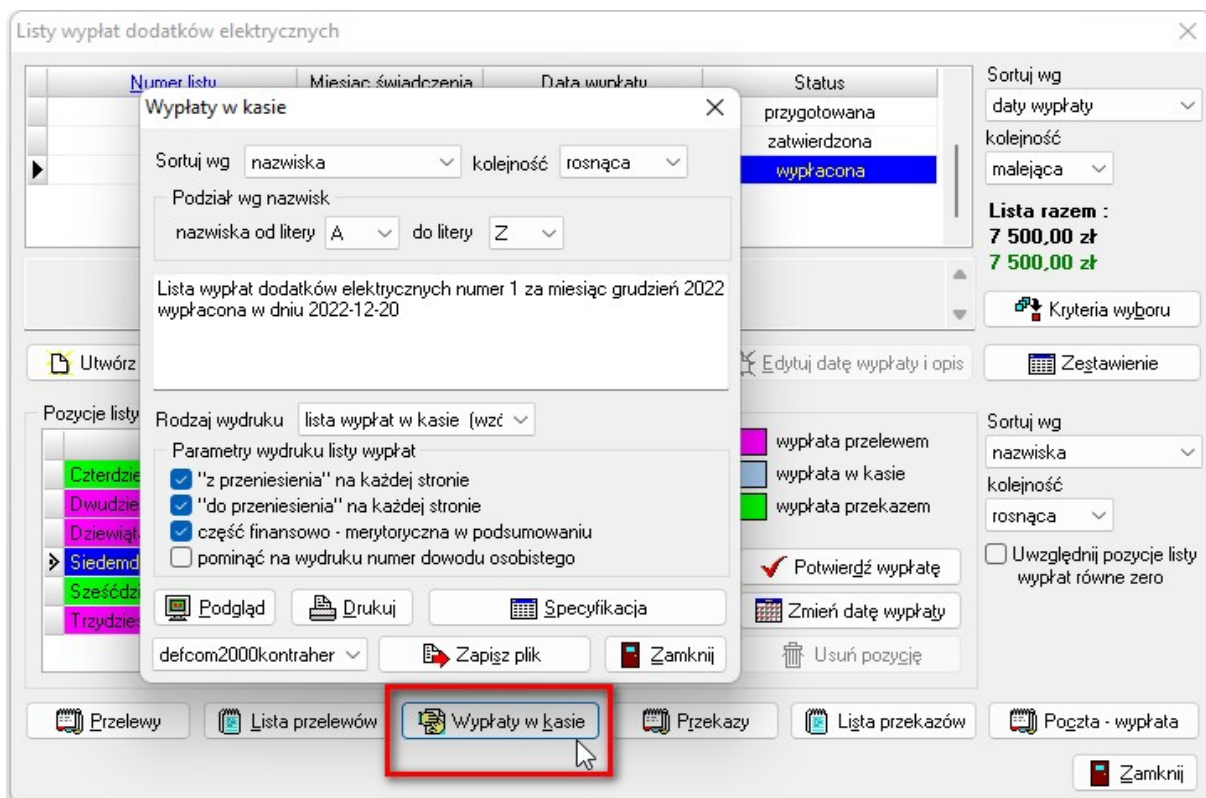 Listy wypłat dodatków elektrycznych
Numer listy Miesiąc świadczenia Data wypłaty Status
przygotowana
zatwierdzona
wypłacona
Sortuj wg
daty wypłaty
kolejność
malejąca
Lista razem :
7 500,00 zł
7 500,00 zł
Kryteria wyboru
Utwórz
Edytuj datę wypłaty i opis
Zestawienie
Wypłaty w kasie
Sortuj wg nazwiska kolejność rosnąca
Podział wg nazwisk
nazwiska od litery A do litery Z
Lista wypłat dodatków elektrycznych numer 1 za miesiąc grudzień 2022
wypłacona w dniu 2022-12-20
Rodzaj wydruku lista wypłat w kasie (wzć
Parametry wydruku listy wypłat
"z przeniesienia" na każdej stronie
"do przeniesienia" na każdej stronie
część finansowo - merytoryczna w podsumowaniu
pominąć na wydruku numer dowodu osobistego
Podgląd Drukuj Specyfikacja
defcom2000kontraher Zapisz plik Zamknij
Pozycje listy
Czterdzie
Dwudzie
Dziewiąt
Siedemd
Sześćdzi
Trzydzies
wypłata przelewem
wypłata w kasie
wypłata przekazem
Potwierdź wypłatę
Zmień datę wypłaty
Usuń pozycję
Sortuj wg
nazwiska
kolejność
rosnąca
Uwzględnij pozycje listy
wypłat równe zero
Przelewy Lista przelewów Wypłaty w kasie Przekazy Lista przekazów Poczta - wypłata
Zamknij